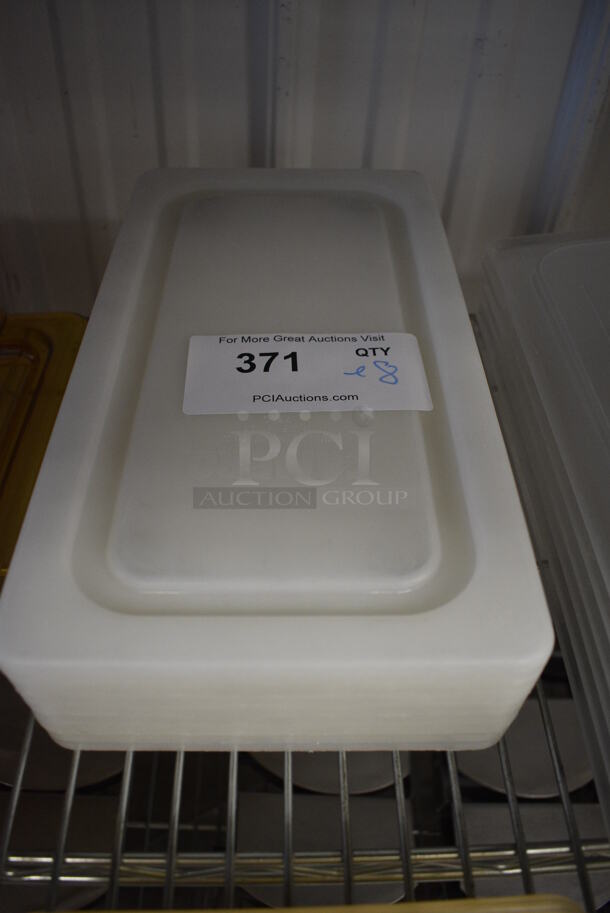 For More Great Auctions Visit
371 QTY
8
PCIAuctions.com
PCI
AUCTION GROUP